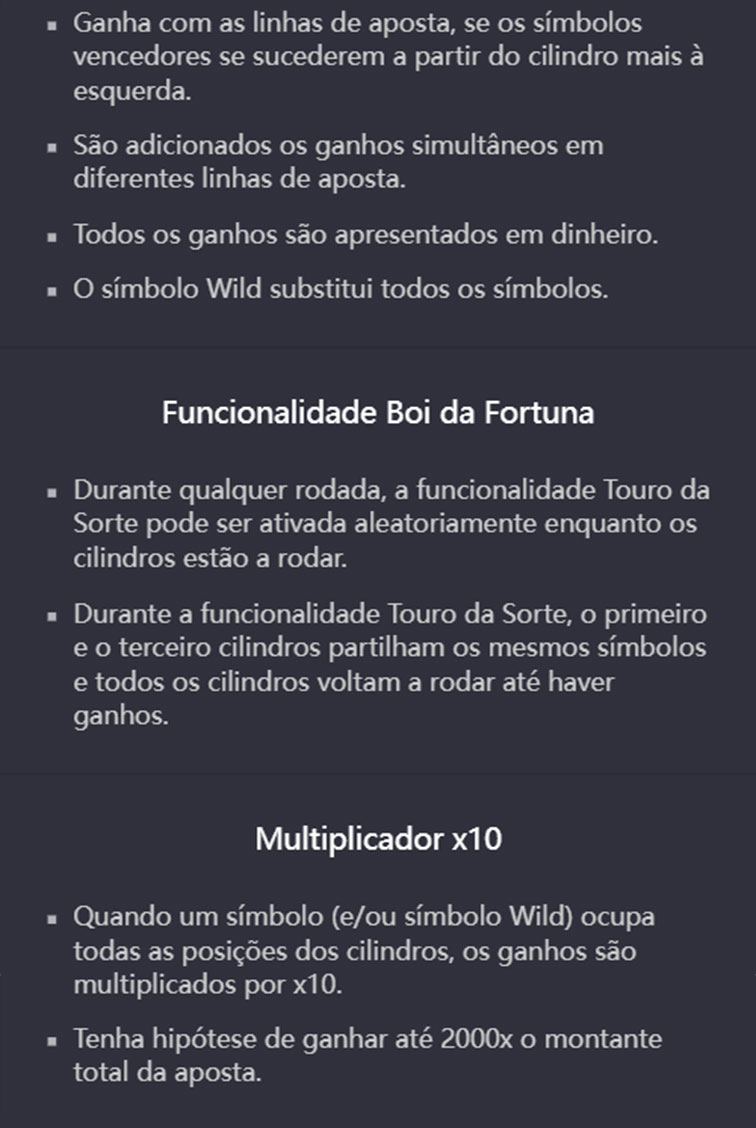 ▪ Ganha com as linhas de aposta, se os símbolos
vencedores se sucederem a partir do cilindro mais à
esquerda.
▪ São adicionados os ganhos simultâneos em
diferentes linhas de aposta.
▪ Todos os ganhos são apresentados em dinheiro.
▪ O símbolo Wild substitui todos os símbolos.
Funcionalidade Boi da Fortuna
▪ Durante qualquer rodada, a funcionalidade Touro da
Sorte pode ser ativada aleatoriamente enquanto os
cilindros estão a rodar.
▪ Durante a funcionalidade Touro da Sorte, o primeiro
e o terceiro cilindros partilham os mesmos símbolos
e todos os cilindros voltam a rodar até haver
ganhos.
Multiplicador x10
▪ Quando um símbolo (e/ou símbolo Wild) ocupa
todas as posições dos cilindros, os ganhos são
multiplicados por x10.
▪ Tenha hipótese de ganhar até 2000x o montante
total da aposta.